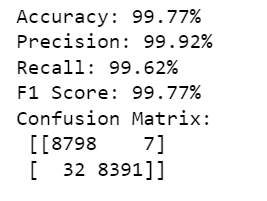 Accuracy: 99.77%
Precision: 99.92%
Recall: 99.62%
F1 Score: 99.77%
Confusion Matrix:
[[8798    7]
[  32 8391]]